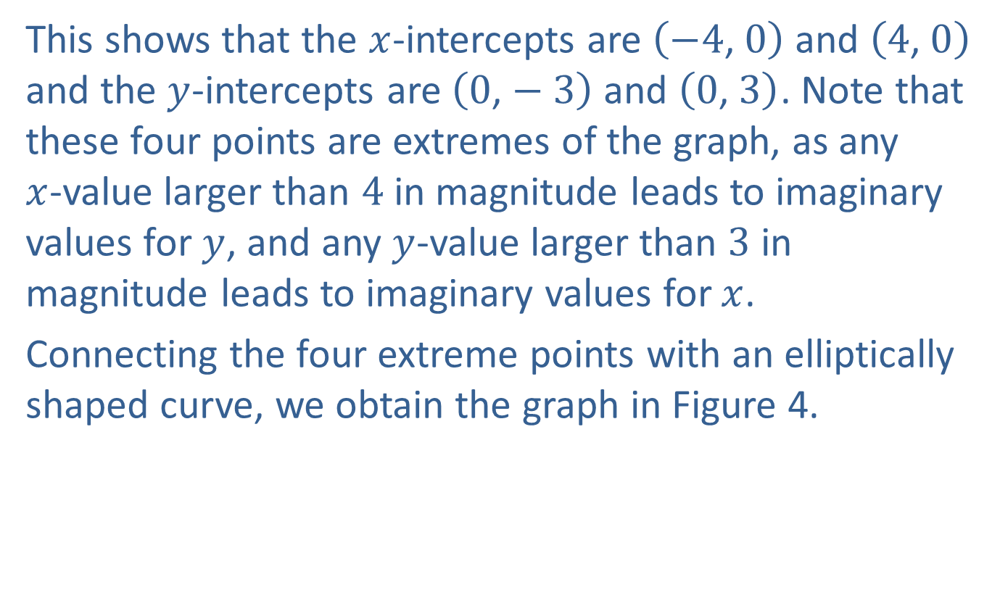 This shows that the x-intercepts are (−4, 0) and (4, 0)
and the y-intercepts are (0, − 3) and (0, 3). Note that
these four points are extremes of the graph, as any
x-value larger than 4 in magnitude leads to imaginary
values for y, and any y-value larger than 3 in
magnitude leads to imaginary values for x.
Connecting the four extreme points with an elliptically
shaped curve, we obtain the graph in Figure 4.